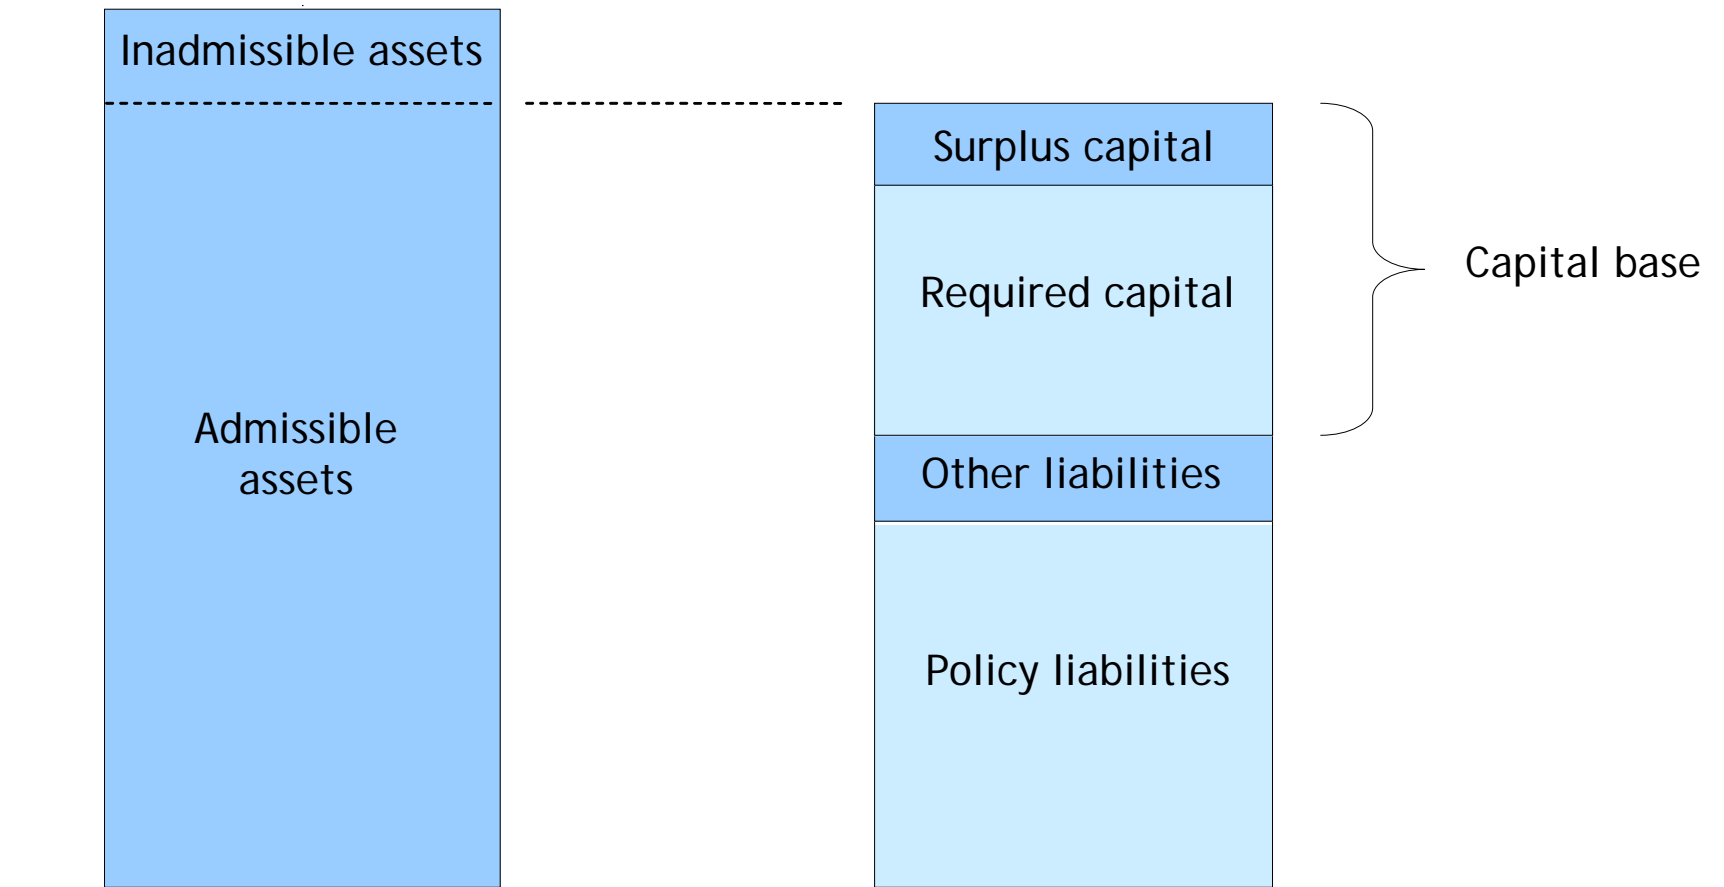 Inadmissible assets
Surplus capital
Required capital
Capital base
Admissible
assets
Other liabilities
Policy liabilities